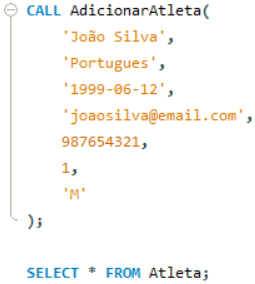 CALL AdicionarAtleta(
'João Silva',
'Portugues',
'1999-06-12',
'joaosilva@email.com',
987654321,
1,
'M'
);
SELECT * FROM Atleta;